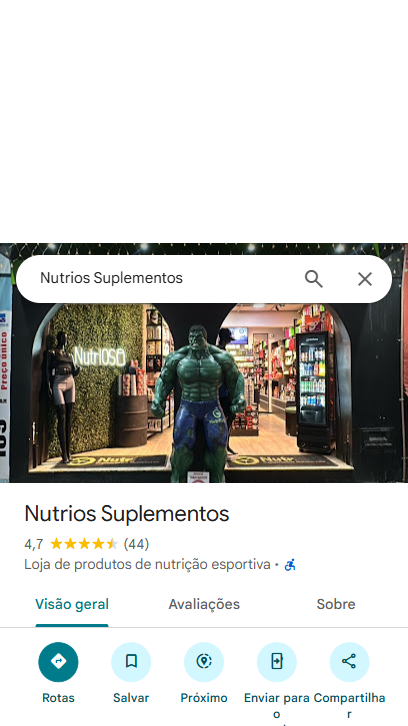 Nutrios Suplementos
NutriOSO
Preço único
Nutrios Suplementos
4,7 (44)
Loja de produtos de nutrição esportiva ·
Visão geral
Avaliações
Sobre
Rotas
Salvar
Próximo
Enviar para
o
Compartilha
r